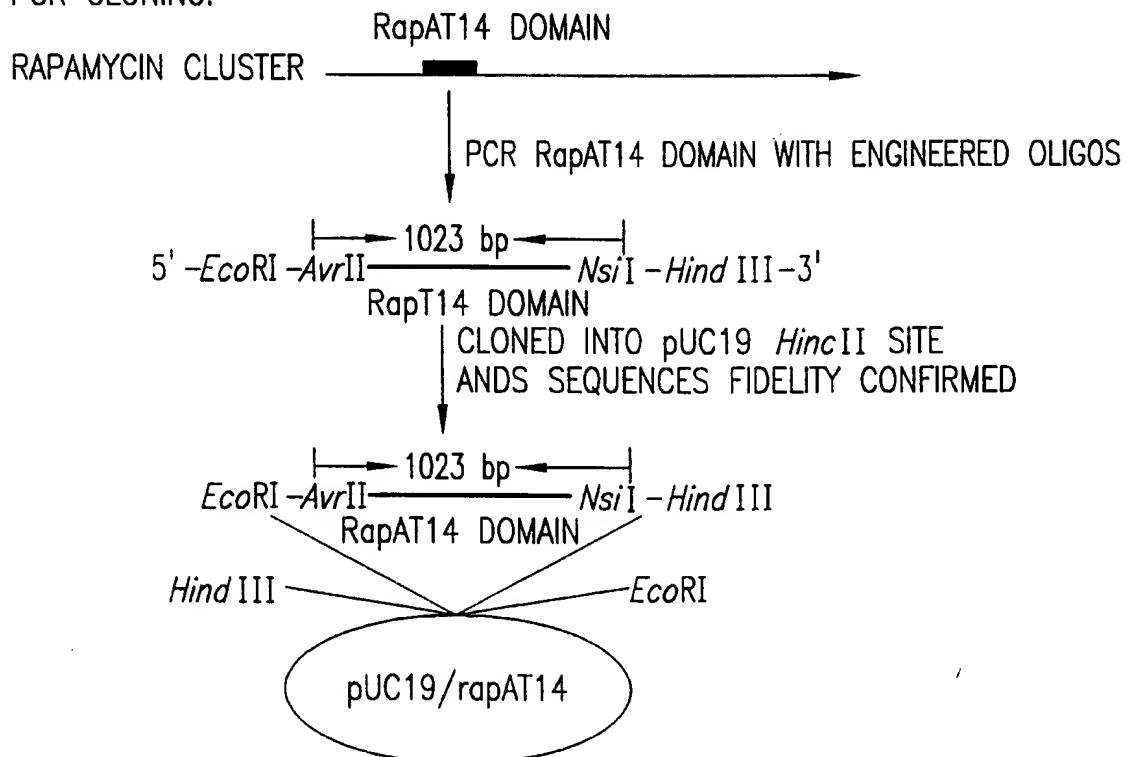 RapAT14 DOMAIN
RAPAMYCIN CLUSTER
PCR RapAT14 DOMAIN WITH ENGINEERED OLIGOS
1023 bp
5' -EcoRI -AvrII NsiI -Hind III-3'
RapT14 DOMAIN
CLONED INTO pUC19 HincII SITE
ANDS SEQUENCES FIDELITY CONFIRMED
1023 bp
EcoRI -AvrII NsiI -Hind III
RapAT14 DOMAIN
Hind III EcoRI
pUC19/rapAT14